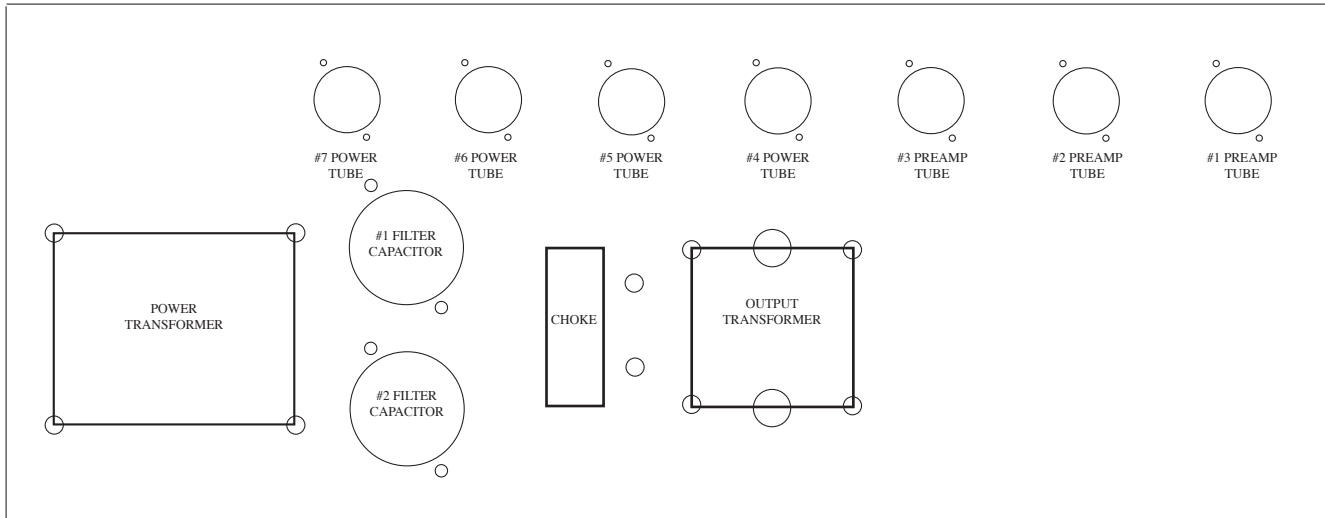 #7 POWER
TUBE
#6 POWER
TUBE
#5 POWER
TUBE
#4 POWER
TUBE
#3 PREAMP
TUBE
#2 PREAMP
TUBE
#1 PREAMP
TUBE
#1 FILTER
CAPACITOR
POWER
TRANSFORMER
CHOKE
OUTPUT
TRANSFORMER
#2 FILTER
CAPACITOR